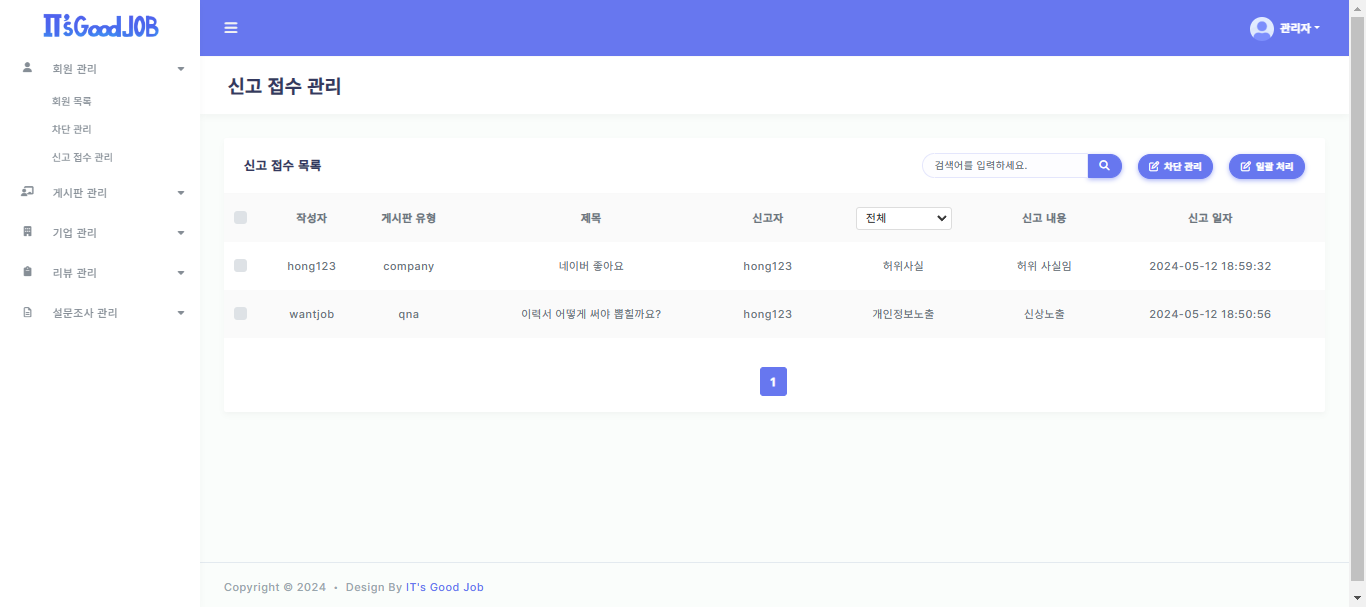 IT'sGoodJOB
관리자
회원 관리
회원 목록
차단 관리
신고 접수 관리
게시판 관리
기업 관리
리뷰 관리
설문조사 관리
신고 접수 관리
신고 접수 목록
검색어를 입력하세요.
차단 관리
일괄 처리
작성자 게시판 유형 제목 신고자 전체 신고 내용 신고 일자
hong123 company 네이버 좋아요 hong123 허위사실 허위 사실임 2024-05-12 18:59:32
wantjob qna 이력서 어떻게 써야 뽑힐까요? hong123 개인정보노출 신상노출 2024-05-12 18:50:56
1
Copyright © 2024 • Design By IT's Good Job